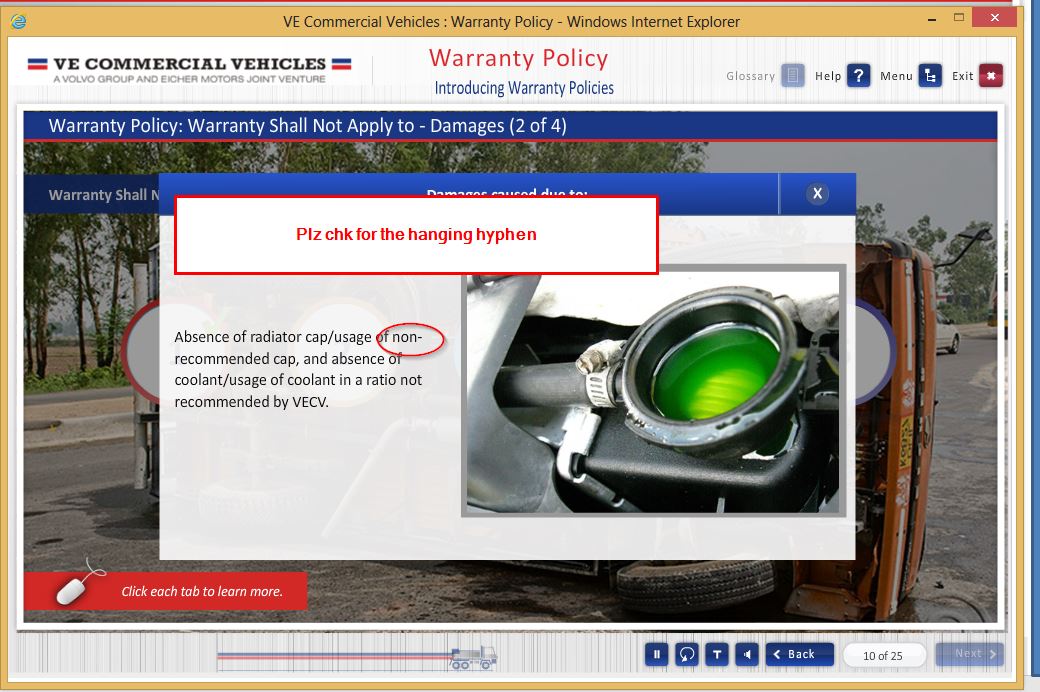 VE Commercial Vehicles : Warranty Policy - Windows Internet Explorer
VE COMMERCIAL VEHICLES
A VOLVO GROUP AND EICHER MOTORS JOINT VENTURE
Warranty Policy
Introducing Warranty Policies
Glossary
Help
?
Menu
Exit
Warranty Policy: Warranty Shall Not Apply to - Damages (2 of 4)
Warranty Shall N
Damages caused due to:
X
Plz chk for the hanging hyphen
Absence of radiator cap/usage of non-
recommended cap, and absence of
coolant/usage of coolant in a ratio not
recommended by VECV.
Click each tab to learn more.
T
Back
10 of 25
Next